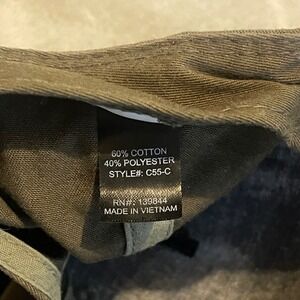 60% COTTON
40% POLYESTER
STYLE#: C55-C
RN#: 139844
MADE IN VIETNAM